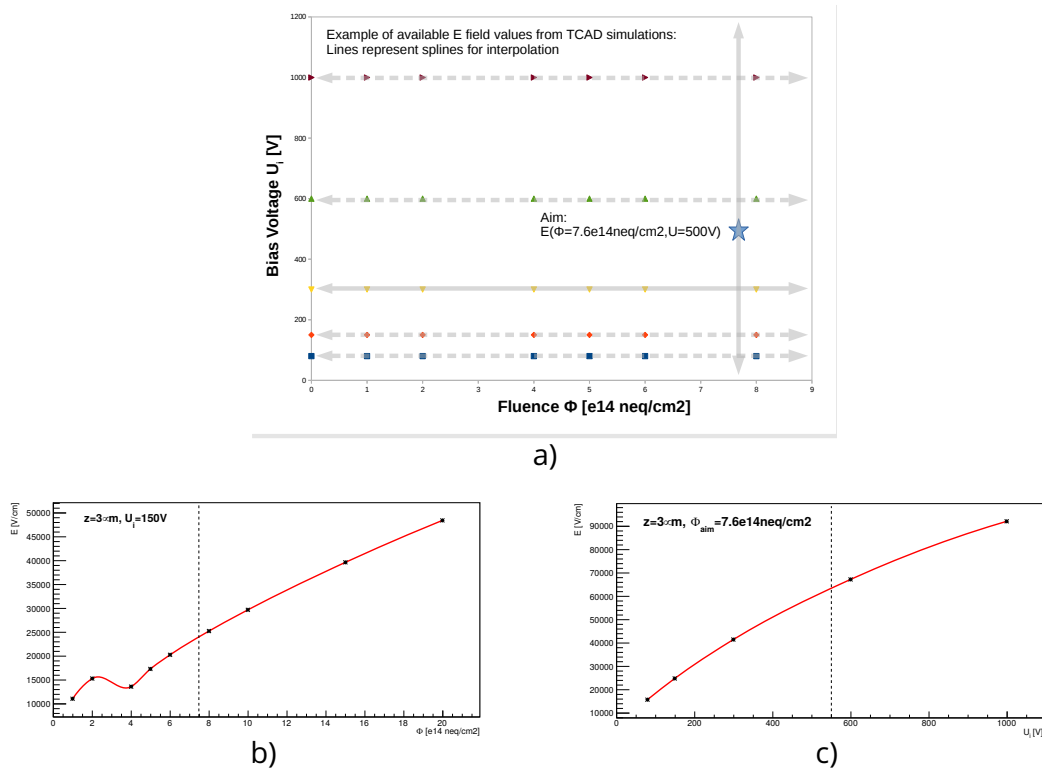 1200
1000
800
600
400
200
0
Bias Voltage Ui [V]
Example of available E field values from TCAD simulations:
Lines represent splines for interpolation
Aim:
E(Φ=7.6e14neq/cm2,U=500V)
0 1 2 3 4 5 6 7 8 9
Fluence Φ [e14 neq/cm2]
a)
E [V/cm]
50000
45000
40000
35000
30000
25000
20000
15000
10000
z=3∝m, Ui=150V
2 4 6 8 10 12 14 16 18 20
Φ [e14 neq/cm2]
b)
E [V/cm]
90000
80000
70000
60000
50000
40000
30000
20000
10000
z=3∝m, Φaim=7.6e14neq/cm2
0 200 400 600 800 1000
Ui [V]
c)